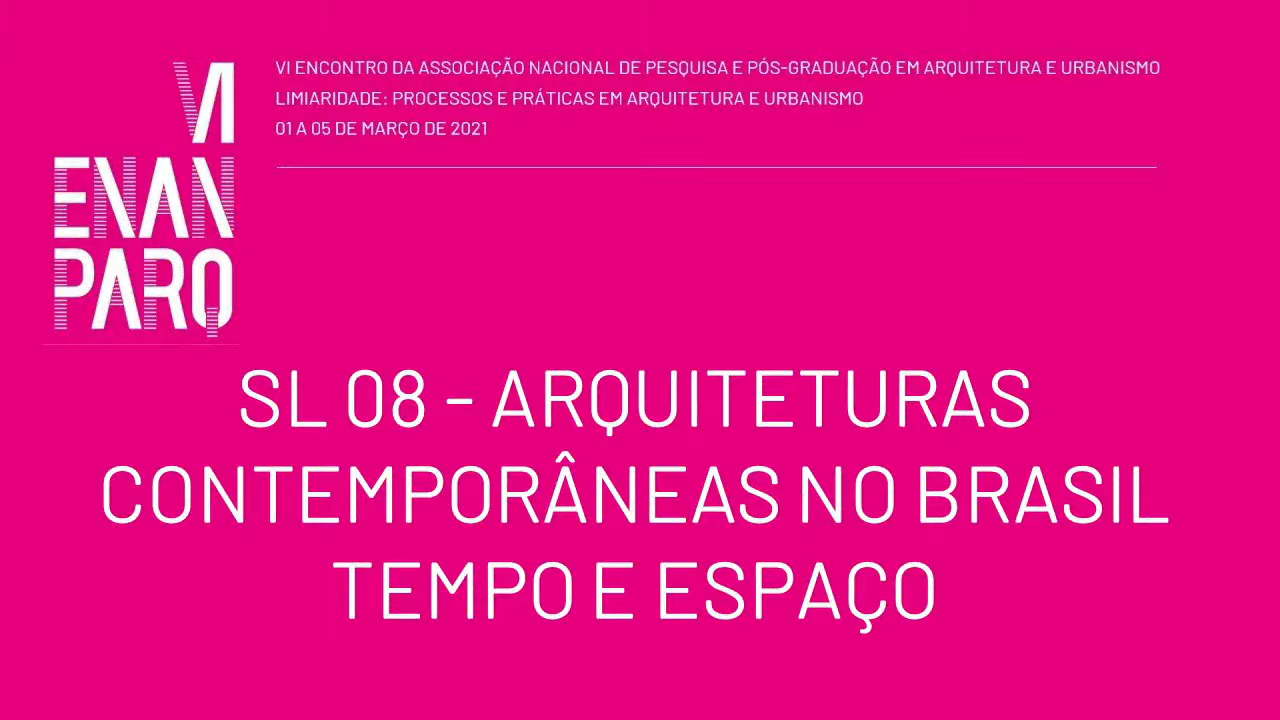 VI
ENAN
PARQ
VI ENCONTRO DA ASSOCIAÇÃO NACIONAL DE PESQUISA E PÓS-GRADUAÇÃO EM ARQUITETURA E URBANISMO
LIMIARIDADE: PROCESSOS E PRÁTICAS EM ARQUITETURA E URBANISMO
01 A 05 DE MARÇO DE 2021
SL 08 - ARQUITETURAS
CONTEMPORÂNEAS NO BRASIL
TEMPO E ESPAÇO